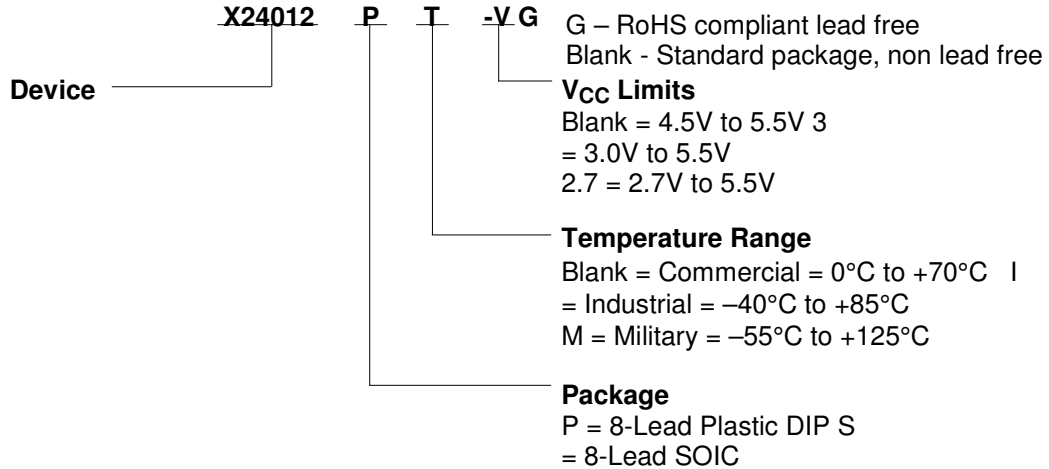 X24012 P T -V G
G – RoHS compliant lead free
Blank - Standard package, non lead free
Device
VCC Limits
Blank = 4.5V to 5.5V 3
= 3.0V to 5.5V
2.7 = 2.7V to 5.5V
Temperature Range
Blank = Commercial = 0°C to +70°C I
= Industrial = –40°C to +85°C
M = Military = –55°C to +125°C
Package
P = 8-Lead Plastic DIP S
= 8-Lead SOIC